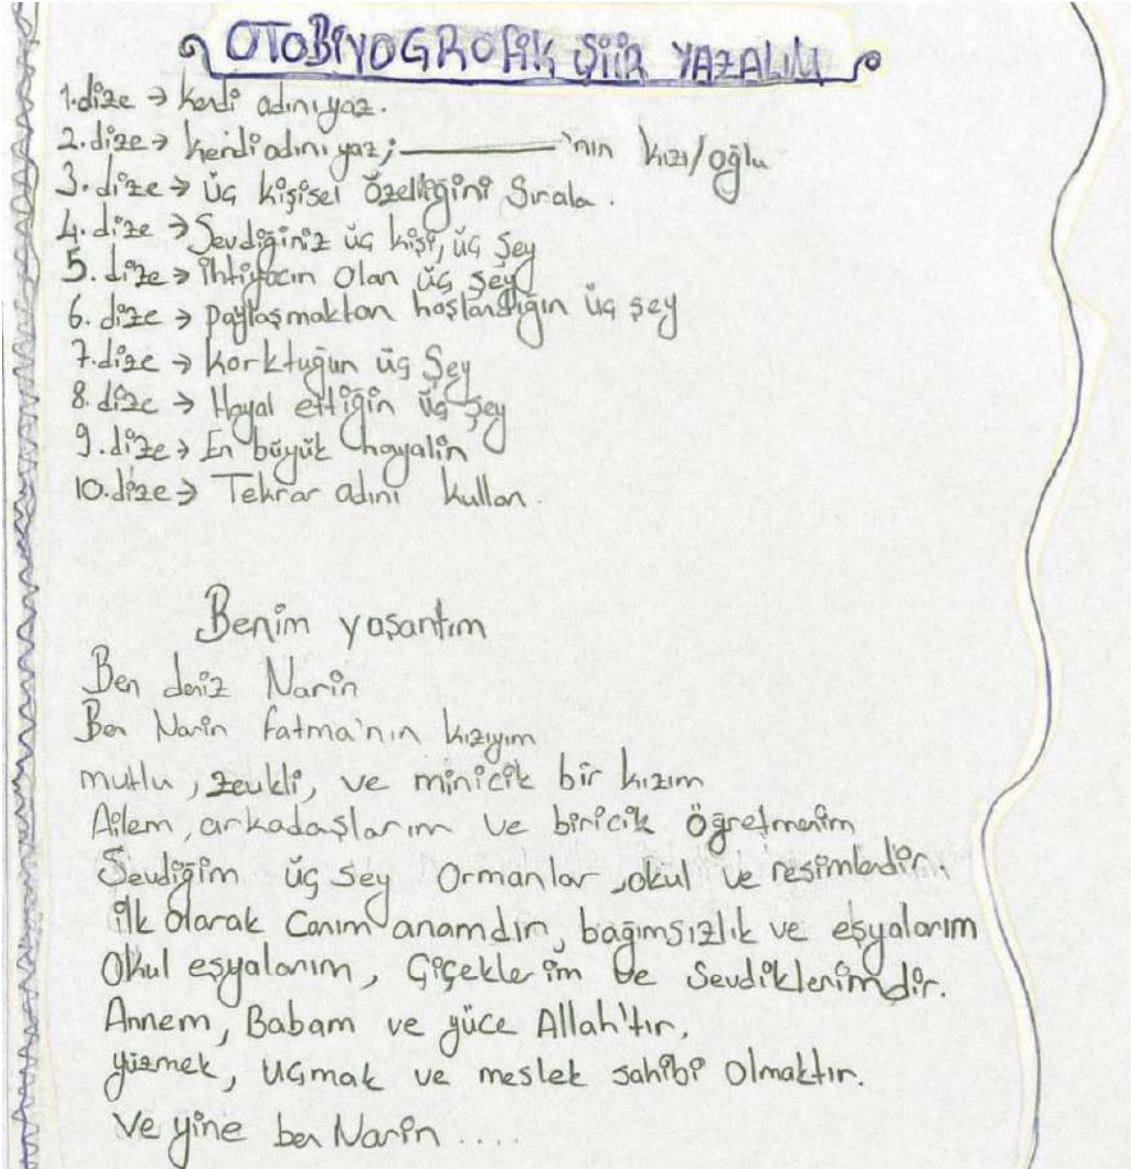 OTOBİYOGROFİK ŞİİR YAZALIM
1.dize → kendi adını yaz.
2.dize → kendi adını yaz; ———'nın kızı/oğlu
3.dize → üç kişisel özelliğini Sırala.
4.dize → Sevdiğiniz üç kişi, üç Şey
5.dize → ihtiyacın Olan üç şey
6.dize → paylaşmaktan hoşlandığın üç şey
7.dize → korktuğun üç Şey
8.dize → Hayal ettiğin üç Şey
9.dize → En büyük hayalin
10.dize → Tekrar adını kullan.
Benim yaşantım
Ben deniz Narin
Ben Narin fatma'nın kızıyım
mutlu, zevkli, ve minicik bir kızım
Ailem, arkadaşlarım ve biricik öğretmenim
Sevdiğim üç şey Ormanlar, okul ve resimlerdir.
ilk olarak Canım anamdır, bağımsızlık ve eşyalarım
Okul eşyalarım, Çiçeklerim ve Sevdiklerimdir.
Annem, Babam ve yüce Allah'tır.
yüzmek, uçmak ve meslek sahibi Olmaktır.
Ve yine ben Narin ....